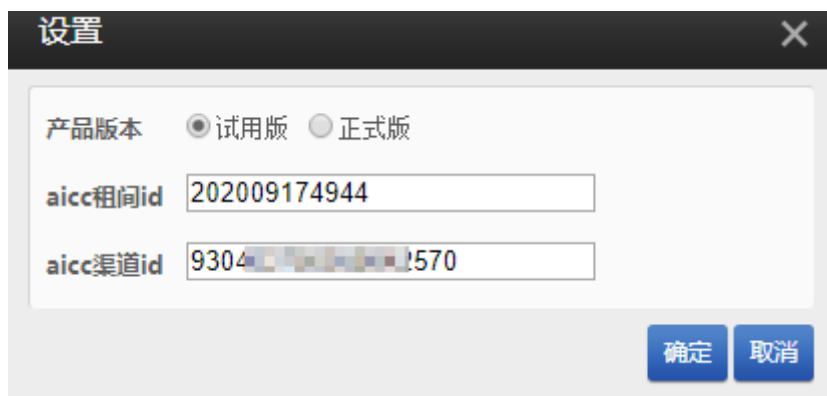 设置
产品版本 试用版 正式版
aicc租间id 202009174944
aicc渠道id 9304 2570
确定 取消